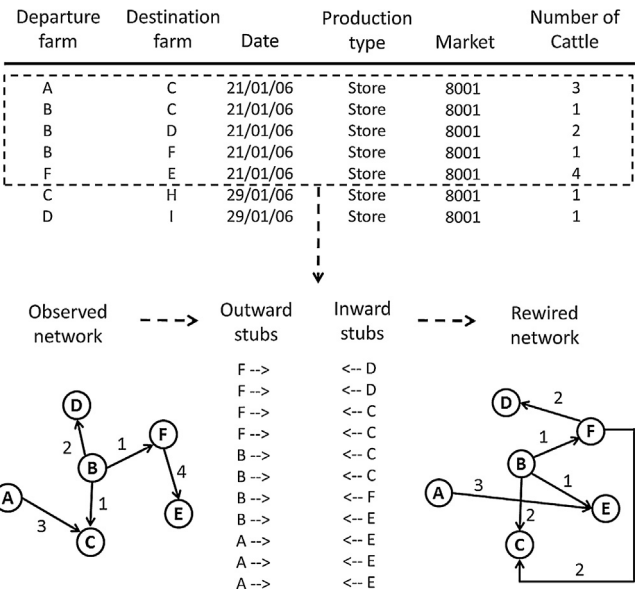 Departure farm Destination farm Date Production type Market Number of Cattle
A C 21/01/06 Store 8001 3
B C 21/01/06 Store 8001 1
B D 21/01/06 Store 8001 2
B F 21/01/06 Store 8001 1
F E 21/01/06 Store 8001 4
C H 29/01/06 Store 8001 1
D I 29/01/06 Store 8001 1
Observed network
Outward stubs
Inward stubs
Rewired network
F --> <-- D
F --> <-- D
F --> <-- C
F --> <-- C
B --> <-- C
B --> <-- C
B --> <-- F
B --> <-- E
A --> <-- E
A --> <-- E
A --> <-- E
D
2
1
F
B
4
A
1
E
3
C
D
2
F
1
B
1
A
3
E
2
C
2